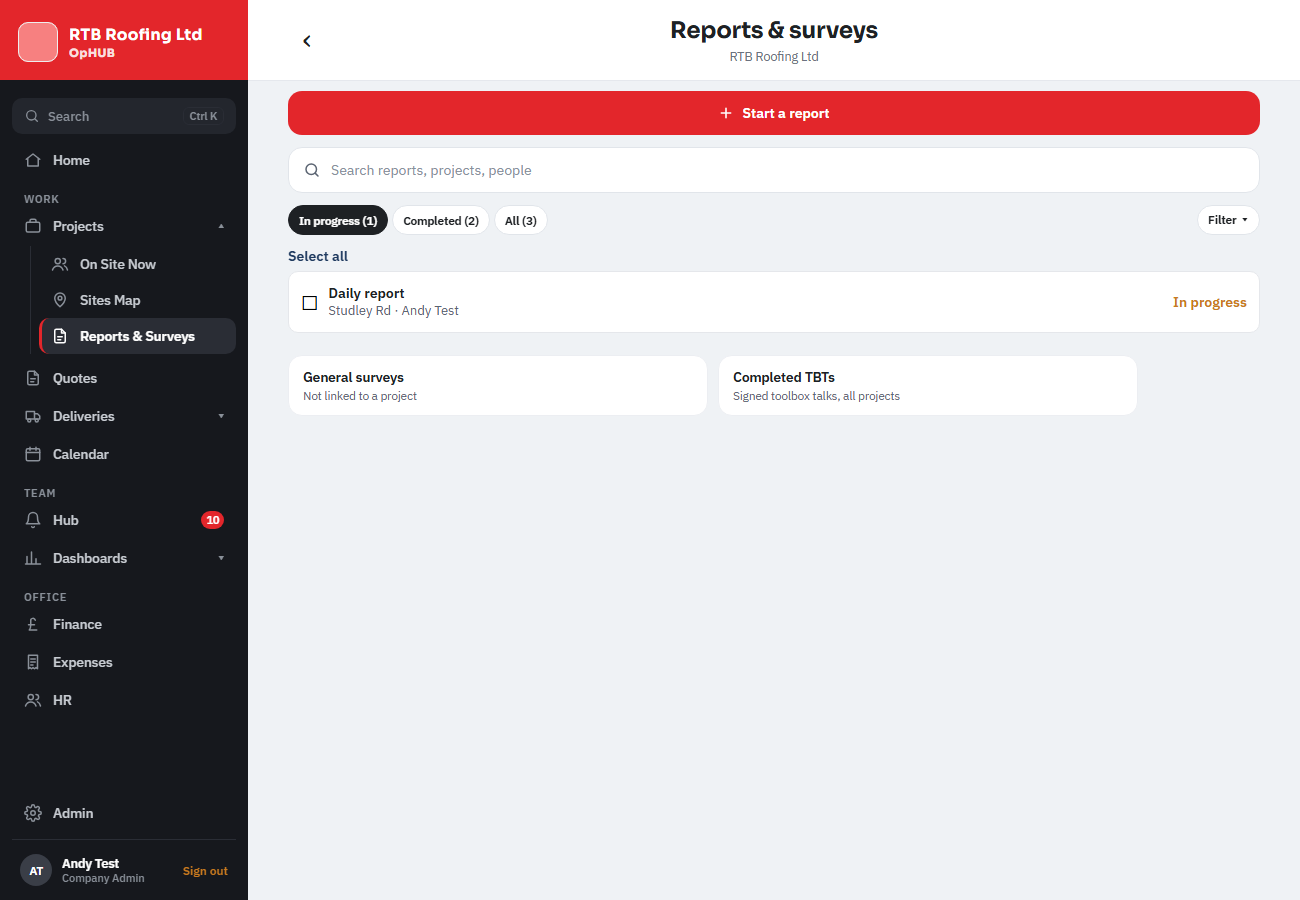 RTB Roofing Ltd
OpHUB
Search
Ctrl K
Home
WORK
Projects
On Site Now
Sites Map
Reports & Surveys
Quotes
Deliveries
Calendar
TEAM
Hub
10
Dashboards
OFFICE
Finance
Expenses
HR
Admin
AT
Andy Test
Company Admin
Sign out
Reports & surveys
RTB Roofing Ltd
Start a report
Search reports, projects, people
In progress (1)
Completed (2)
All (3)
Filter
Select all
Daily report
Studley Rd · Andy Test
In progress
General surveys
Not linked to a project
Completed TBTs
Signed toolbox talks, all projects